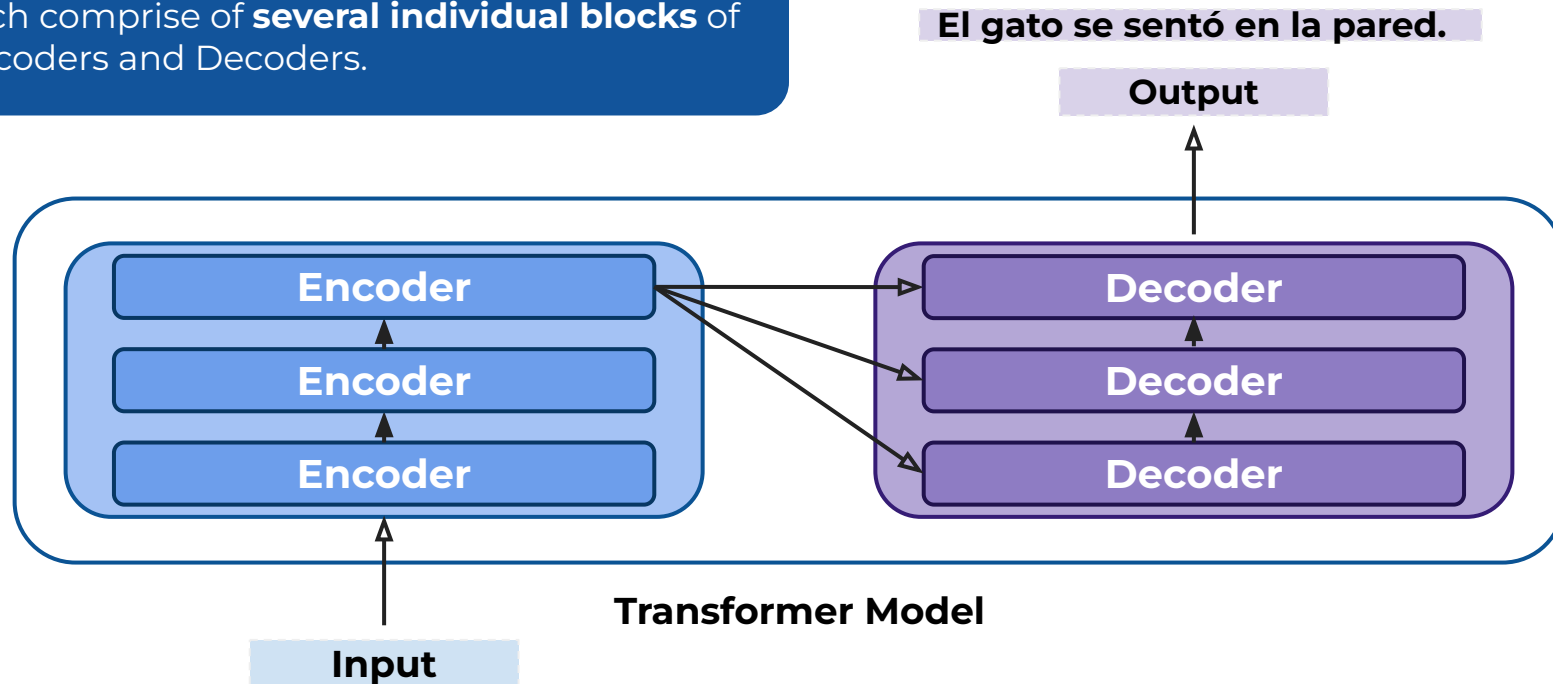 ch comprise of several individual blocks of
coders and Decoders.
El gato se sentó en la pared.
Output
Encoder
Encoder
Encoder
Decoder
Decoder
Decoder
Transformer Model
Input